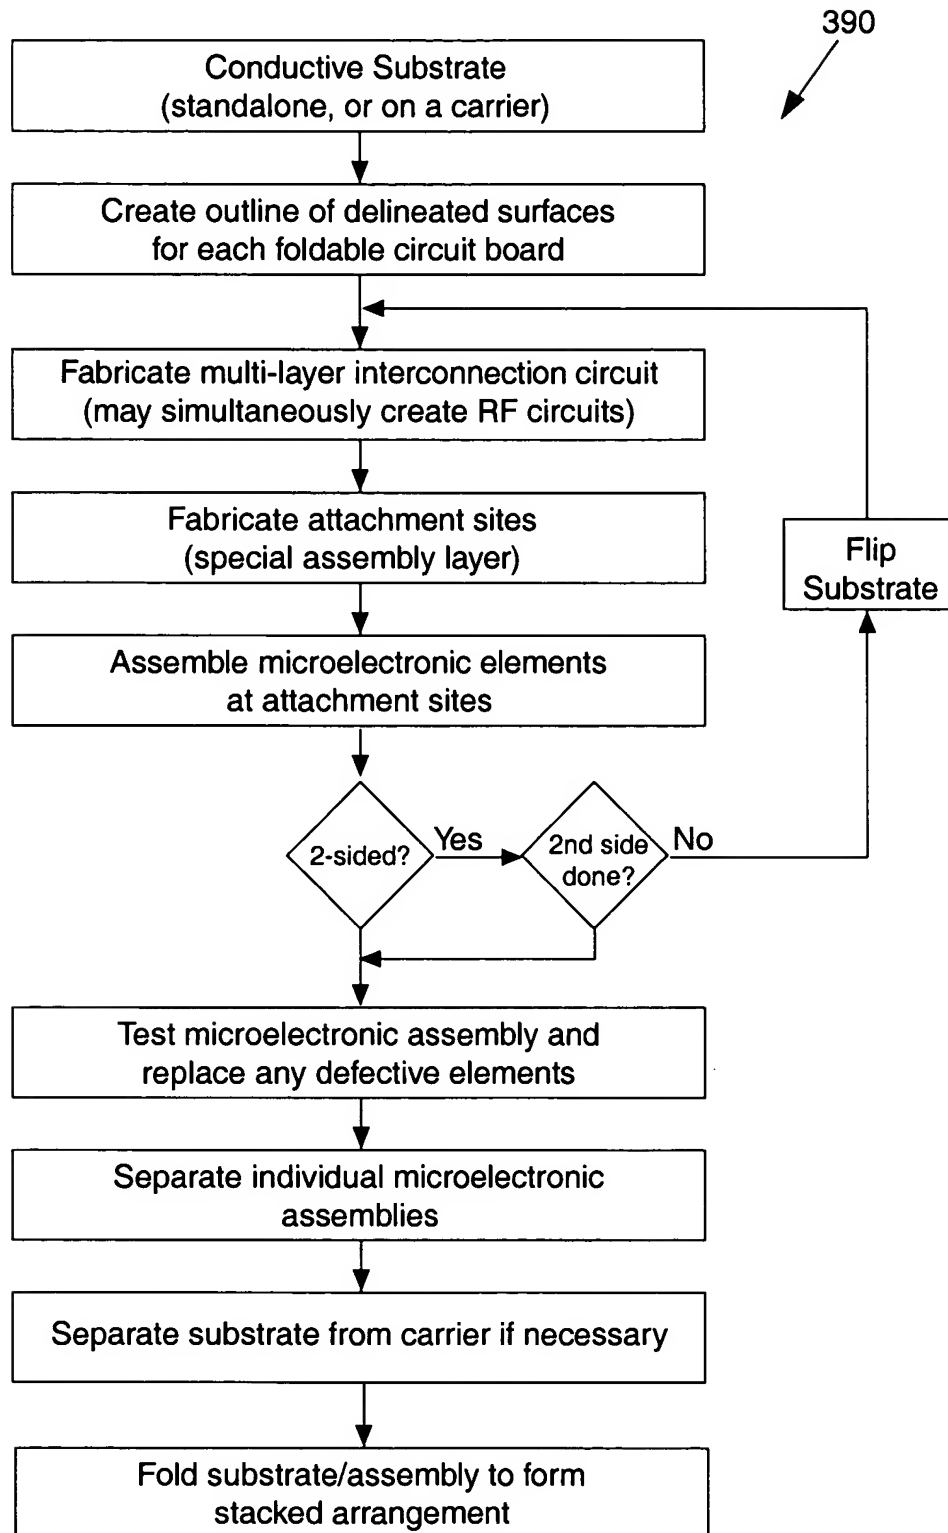 390
Conductive Substrate
(standalone, or on a carrier)
Create outline of delineated surfaces
for each foldable circuit board
Fabricate multi-layer interconnection circuit
(may simultaneously create RF circuits)
Fabricate attachment sites
(special assembly layer)
Flip
Substrate
Assemble microelectronic elements
at attachment sites
2-sided?
Yes
2nd side
done?
No
Test microelectronic assembly and
replace any defective elements
Separate individual microelectronic
assemblies
Separate substrate from carrier if necessary
Fold substrate/assembly to form
stacked arrangement